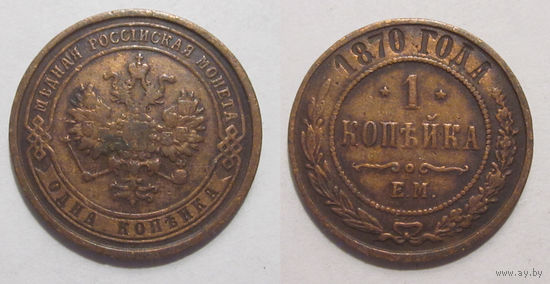 МѢДНАЯ РОССІЙСКАЯ МОНЕТА
ОДНА КОПѢЙКА
1870 ГОДА
1
КОПѢЙКА
Е.М.
www.ay.by